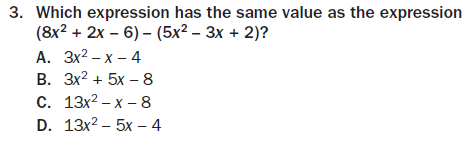 3. Which expression has the same value as the expression
(8x² + 2x – 6) – (5x² – 3x + 2)?
A. 3x² – x – 4
B. 3x² + 5x – 8
C. 13x² – x – 8
D. 13x² – 5x – 4